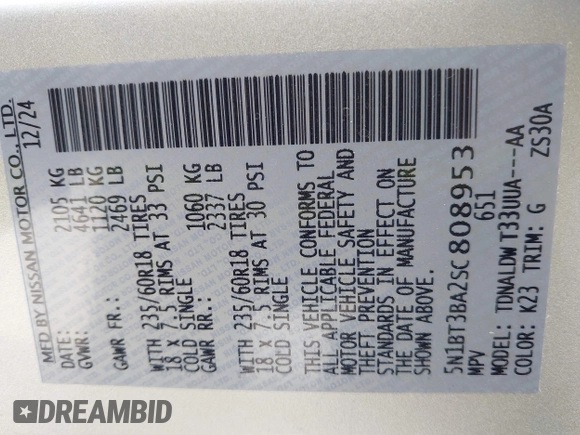 MFD BY NISSAN MOTOR CO., LTD.
DATE: 12/24
GVWR: 2105 KG
4641 LB
GAWR FR.: 1120 KG
2469 LB
WITH 235/60R18 TIRES
18 x 7.5 RIMS AT 33 PSI
COLD SINGLE
GAWR RR.: 1060 KG
2337 LB
WITH 235/60R18 TIRES
18 x 7.5 RIMS AT 30 PSI
COLD SINGLE
THIS VEHICLE CONFORMS TO
ALL APPLICABLE FEDERAL
MOTOR VEHICLE SAFETY AND
THEFT PREVENTION
STANDARDS IN EFFECT ON
THE DATE OF MANUFACTURE
SHOWN ABOVE.
5N1BT3BA2SC808953
MPV 651
MODEL: TDNALDWT33UUA---AA
COLOR: K23 TRIM: G ZS30A
DREAMBID